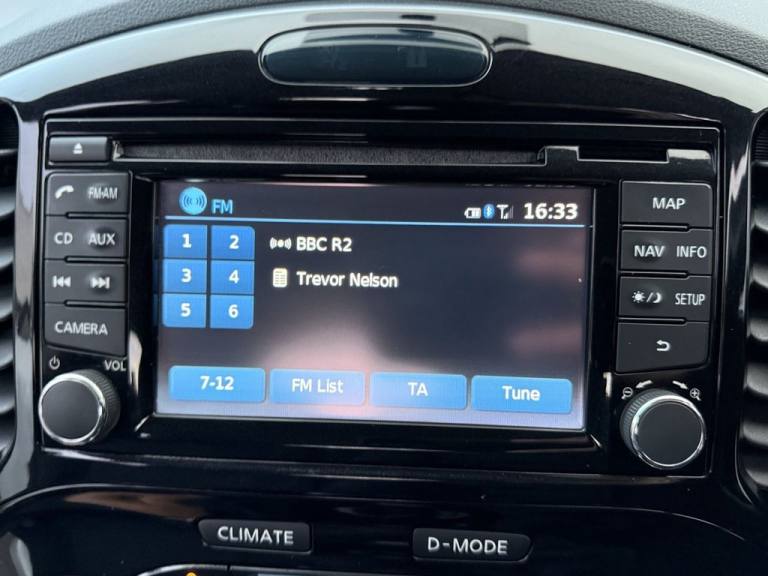 FM
16:33
FM·AM
CD AUX
CAMERA
VOL
1 2
3 4
5 6
BBC R2
Trevor Nelson
7-12 FM List TA Tune
MAP
NAV INFO
SETUP
CLIMATE D-MODE